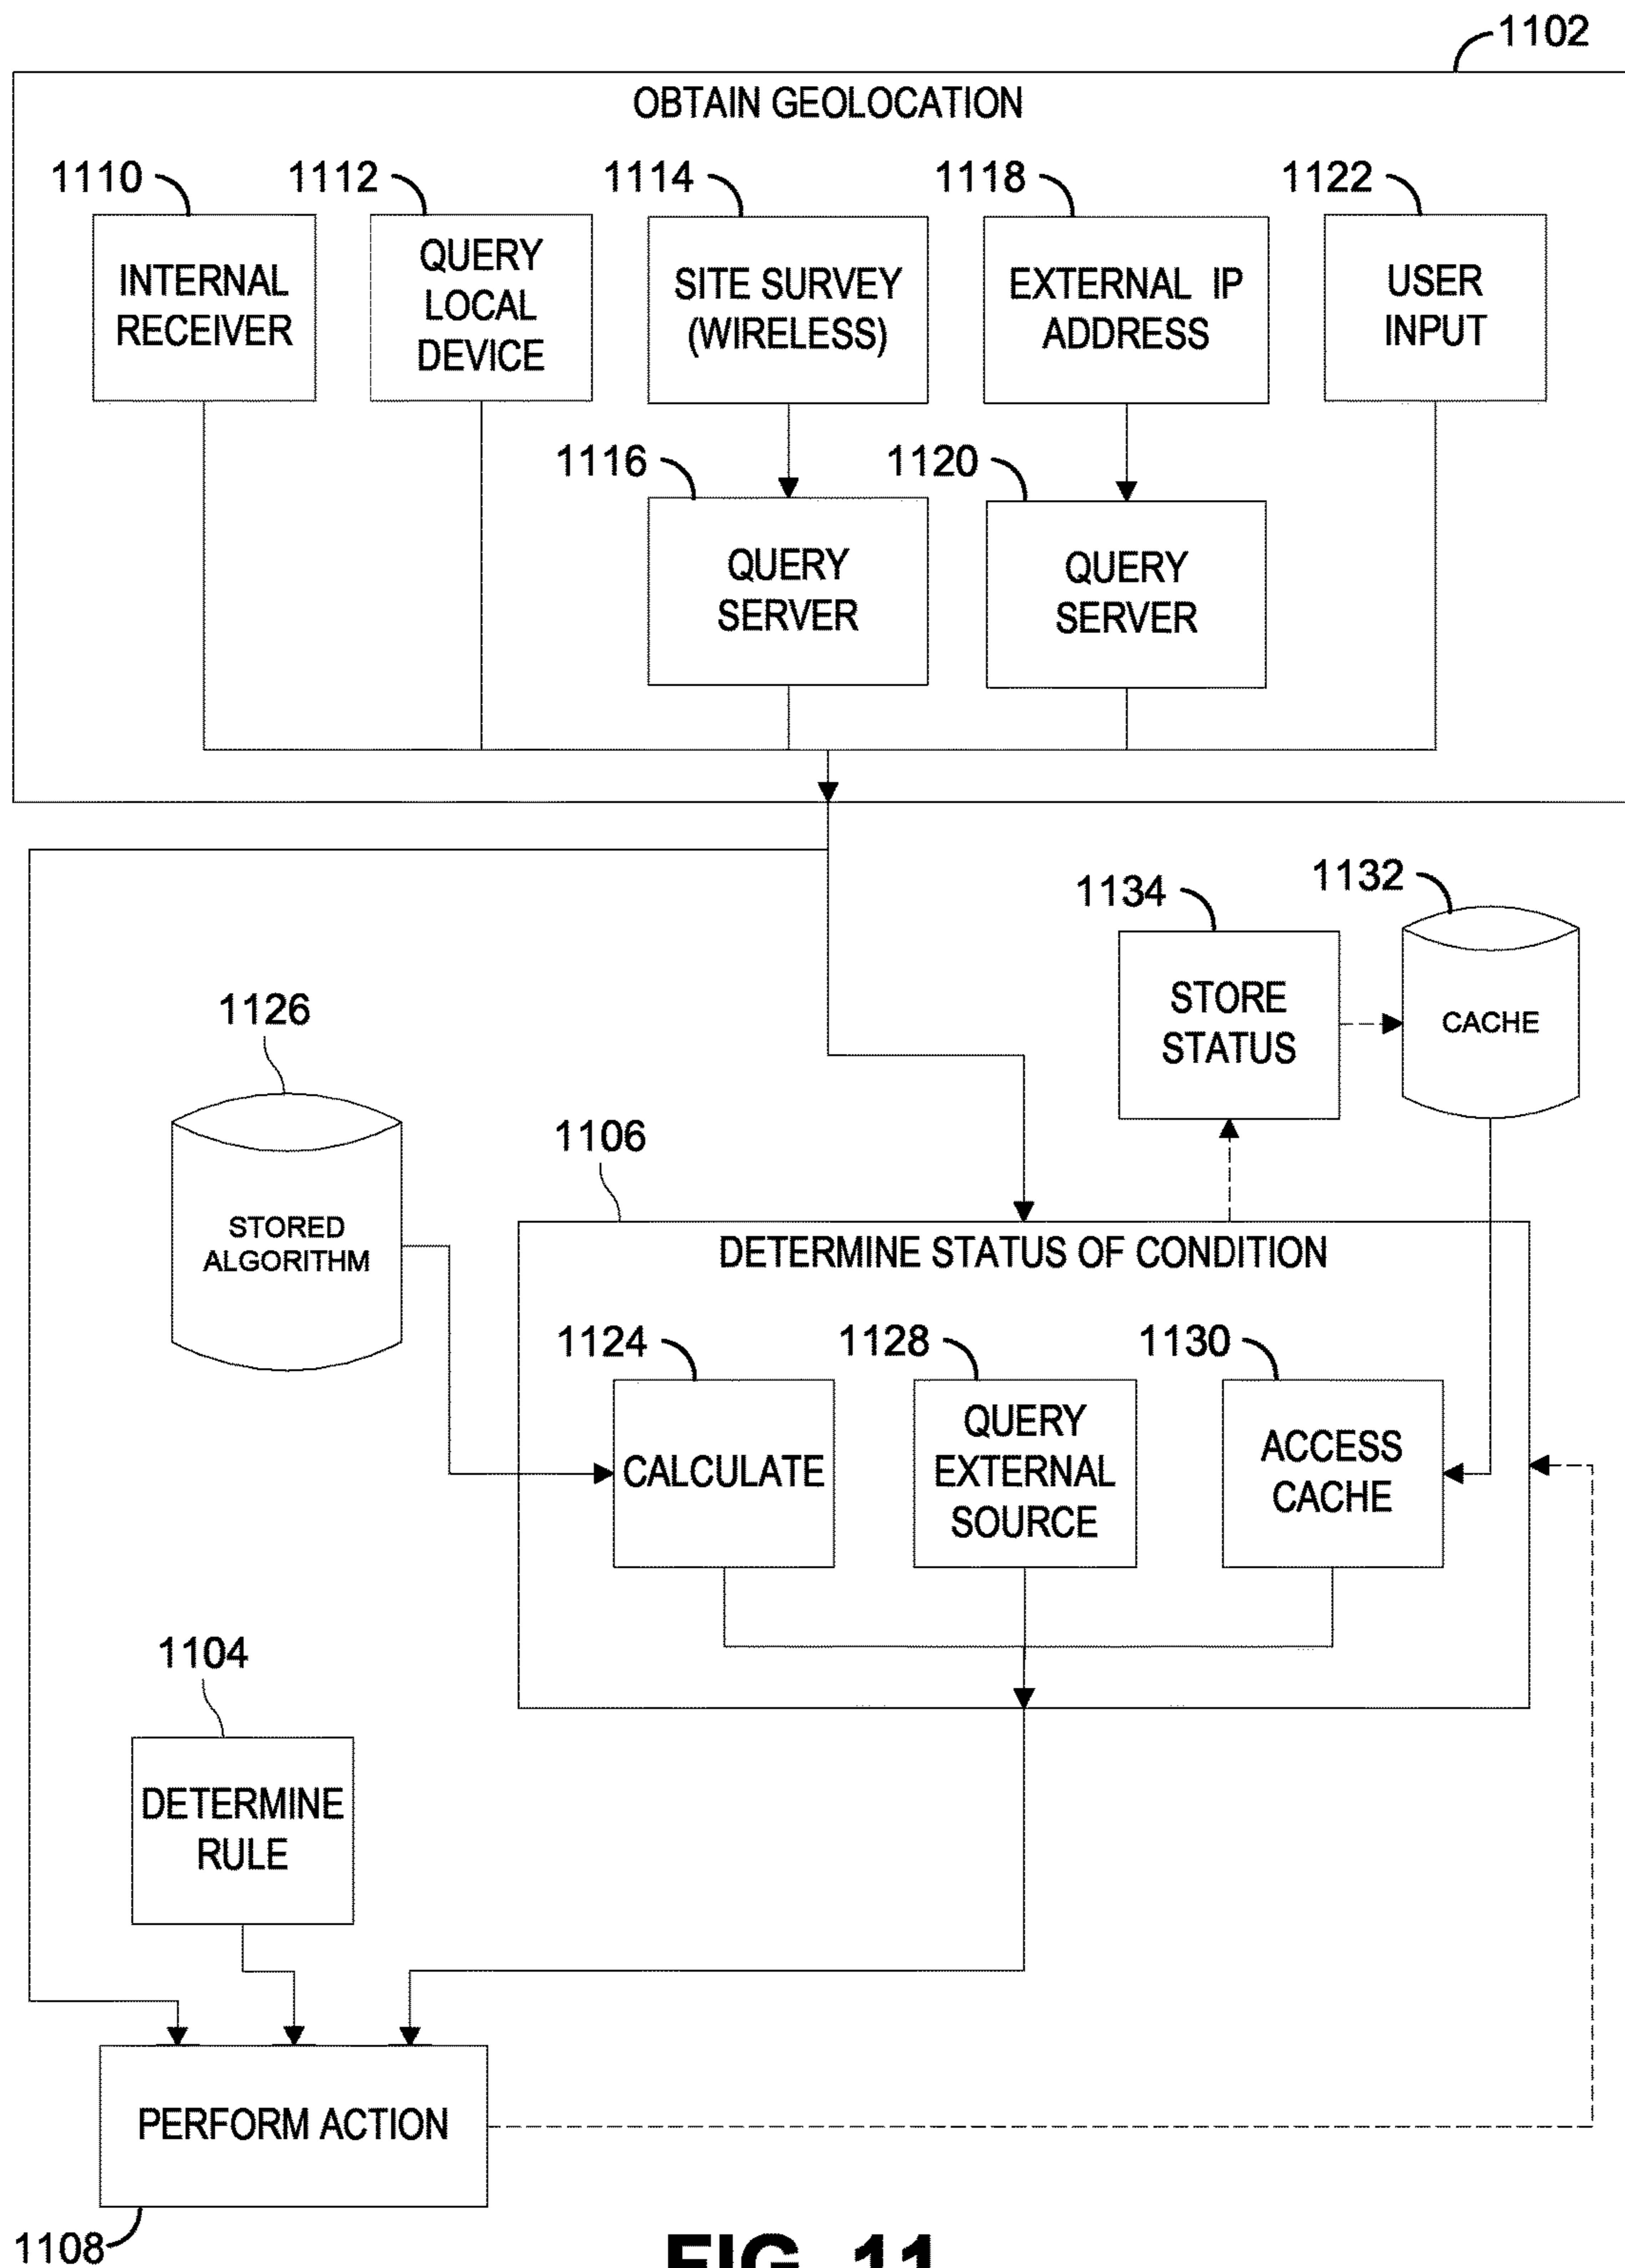 1102
OBTAIN GEOLOCATION
1110
1112
1114
1118
1122
INTERNAL
RECEIVER
QUERY
LOCAL
DEVICE
SITE SURVEY
(WIRELESS)
EXTERNAL IP
ADDRESS
USER
INPUT
1116
1120
QUERY
SERVER
QUERY
SERVER
1134
1132
STORE
STATUS
CACHE
1126
STORED
ALGORITHM
1106
DETERMINE STATUS OF CONDITION
1124
1128
1130
CALCULATE
QUERY
EXTERNAL
SOURCE
ACCESS
CACHE
1104
DETERMINE
RULE
PERFORM ACTION
1108
FIG. 11